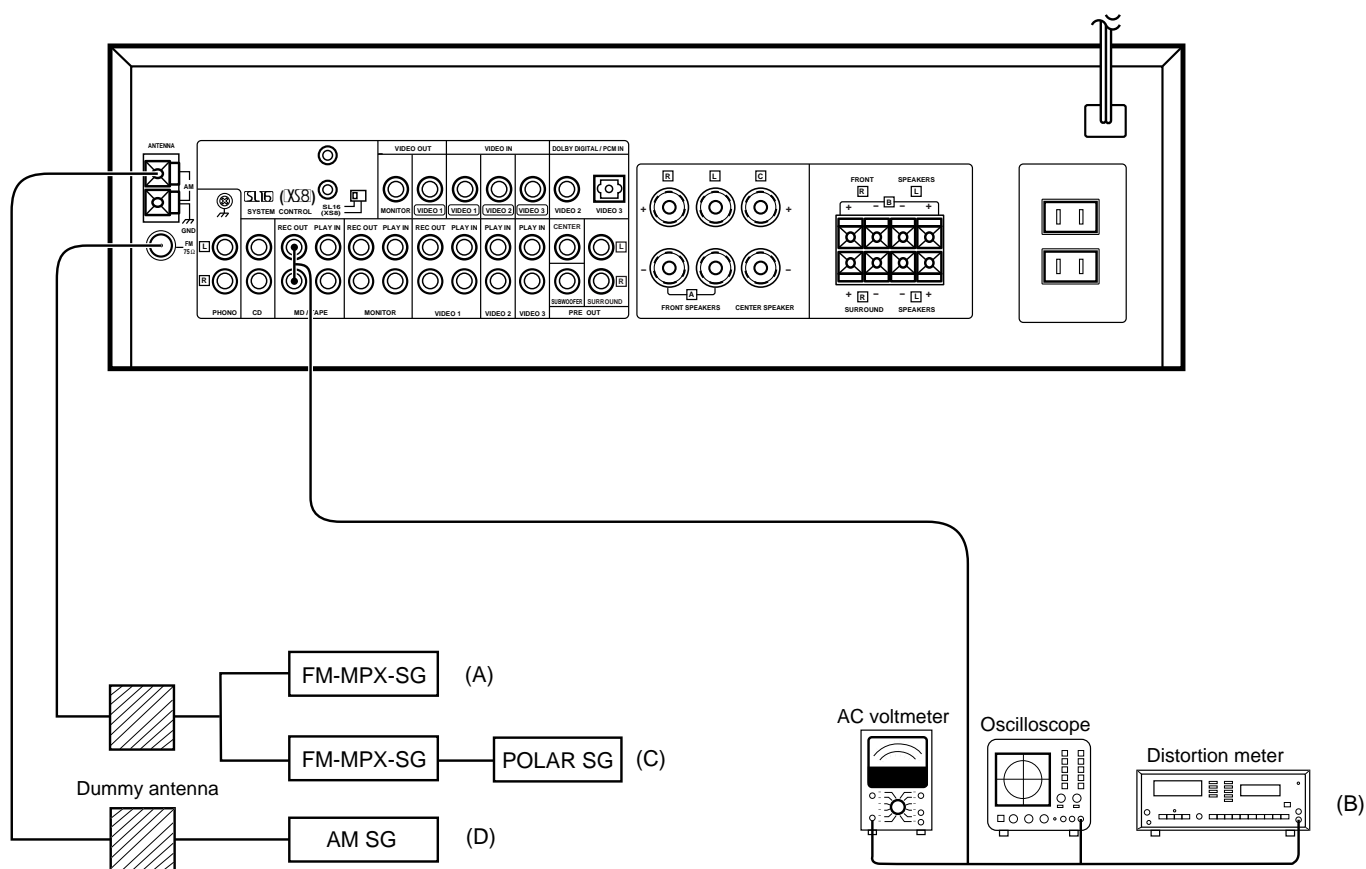 ANTENNA
AM
GND
FM
75Ω
SL16 (XS8)
SYSTEM CONTROL
SL16
(XS8)
VIDEO OUT
VIDEO IN
DOLBY DIGITAL / PCM IN
MONITOR
VIDEO 1
VIDEO 1
VIDEO 2
VIDEO 3
VIDEO 2
VIDEO 3
REC OUT
PLAY IN
REC OUT
PLAY IN
REC OUT
PLAY IN
PLAY IN
PLAY IN
CENTER
L
L
R
R
SUBWOOFER
SURROUND
PHONO
CD
MD / TAPE
MONITOR
VIDEO 1
VIDEO 2
VIDEO 3
PRE OUT
R
L
C
+
+
−
−
A
FRONT SPEAKERS
CENTER SPEAKER
FRONT SPEAKERS
R
L
+ − B − +
+ R − − L +
SURROUND SPEAKERS
FM-MPX-SG (A)
FM-MPX-SG
POLAR SG (C)
Dummy antenna
AM SG (D)
AC voltmeter
Oscilloscope
Distortion meter
(B)